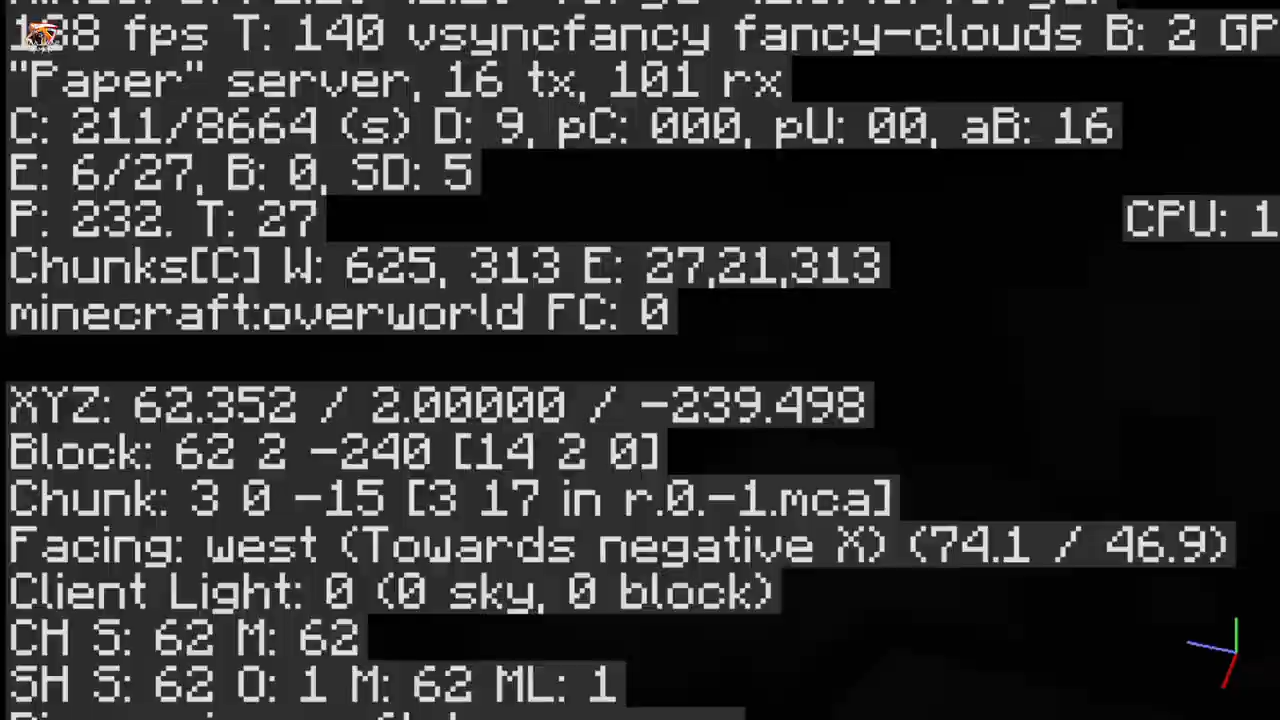 fps T: 140 vsyncfancy fancy-clouds B: 2 GP
"Paper" server, 16 tx, 101 rx
C: 211/8664 (s) D: 9, pC: 000, pU: 00, aB: 16
E: 6/27, B: 0, SD: 5
P: 232. T: 27
CPU: 1
Chunks[C] W: 625, 313 E: 27,21,313
minecraft:overworld FC: 0
XYZ: 62.352 / 2.00000 / -239.498
Block: 62 2 -240 [14 2 0]
Chunk: 3 0 -15 [3 17 in r.0.-1.mca]
Facing: west (Towards negative X) (74.1 / 46.9)
Client Light: 0 (0 sky, 0 block)
CH S: 62 M: 62
SH S: 62 O: 1 M: 62 ML: 1